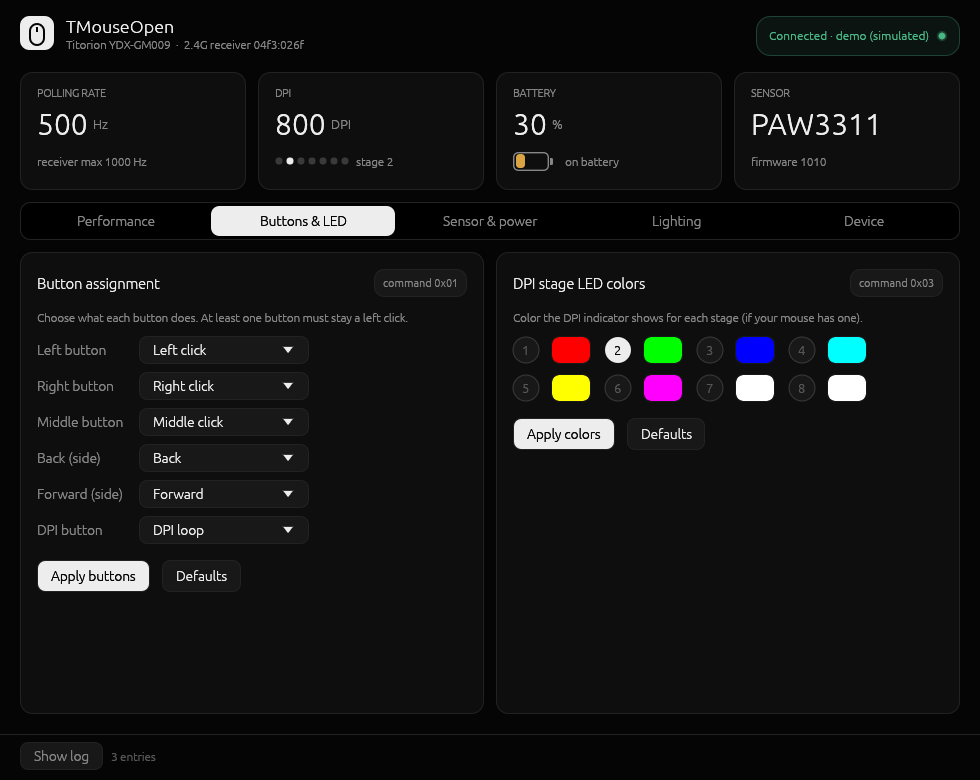 TMouseOpen
Titorion YDX-GM009 · 2.4G receiver 04f3:026f
Connected · demo (simulated)
POLLING RATE
500 Hz
receiver max 1000 Hz
DPI
800 DPI
stage 2
BATTERY
30 %
on battery
SENSOR
PAW3311
firmware 1010
Performance
Buttons & LED
Sensor & power
Lighting
Device
Button assignment
command 0x01
Choose what each button does. At least one button must stay a left click.
Left button
Left click
Right button
Right click
Middle button
Middle click
Back (side)
Back
Forward (side)
Forward
DPI button
DPI loop
Apply buttons
Defaults
DPI stage LED colors
command 0x03
Color the DPI indicator shows for each stage (if your mouse has one).
1 2 3 4
5 6 7 8
Apply colors
Defaults
Show log
3 entries